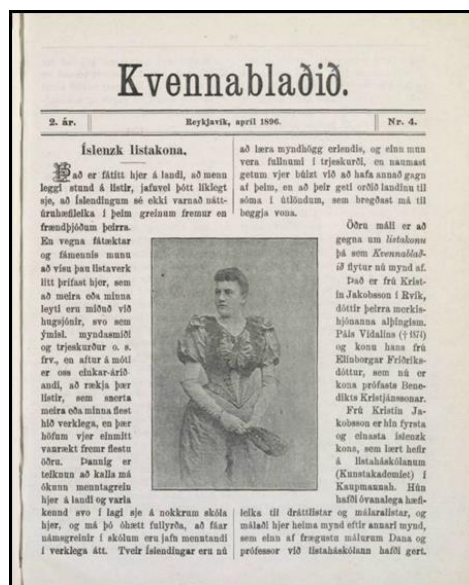 Kvennablaðið.
2. ár.
Reykjavík, apríl 1896.
Nr. 4.
Íslenzk listakona.
Það er fátítt hjer á landi, að menn
leggi stund á listir, jafuvel þótt líklegt
sje, að Íslendingum sé ekki varnað nátt-
úruhæfileika í þeim greinum fremur en
frændþjóðum þeirra.
En vegna fátæktar
og fámennis munu
að vísu þau listaverk
lítt þrífast hjer, sem
að meira eða minna
leyti eru miðuð við
hugsjónir, svo sem
ýmisl. myndasmíði
og trjeskurður o. s.
frv., en aftur á móti
er oss einkar-árið-
andi, að rækja þær
listir, sem snerta
meira eða minna flest
hið verklega, en þær
höfum vjer einmitt
vanrækt fremr flestu
öðru. Þannig er
teiknun að kalla má
ókunn menntagrein
hjer á landi og varla
kennd svo í lagi sje á nokkrum skóla
hjer, og má þó óhætt fullyrða, að fáar
námsgreinir í skólum eru jafn menntandi
í verklega átt. Tveir Íslendingar eru nú
að læra myndhögg erlendis, og einn mun
vera fullnumi í trjeskurði, en naumast
getum vjer búizt við að hafa annað gagn
af þeim, en að þeir geti orðið landinu til
sóma í útlöndum, sem brugðast má til
beggja vona.
Öðru máli er að
gegna um listakonu
þá sem Kvennablað-
ið flytur nú mynd af.
Það er frú Krist-
ín Jakobsson í Rvík,
dóttir þeirra merkis-
hjónanna alþingism.
Páls Vídalíns († 1871)
og konu hans frú
Elinborgar Friðriks-
dóttur, sem nú er
kona prófasts Bene-
dikts Kristjánssonar.
Frú Kristín Ja-
kobsson er hin fyrsta
og einasta íslenzk
kona, sem lært hefir
á listaháskólanum
(Kunstakademiet) í
Kaupmannah. Hún
hafði óvanalega hæfi-
leika til dráttlistar og málaralistar, og
málaði hjer heima mynd eftir annari mynd,
sem einn af frægustu málurum Dana og
prófessor við listaháskólann hafði gert.